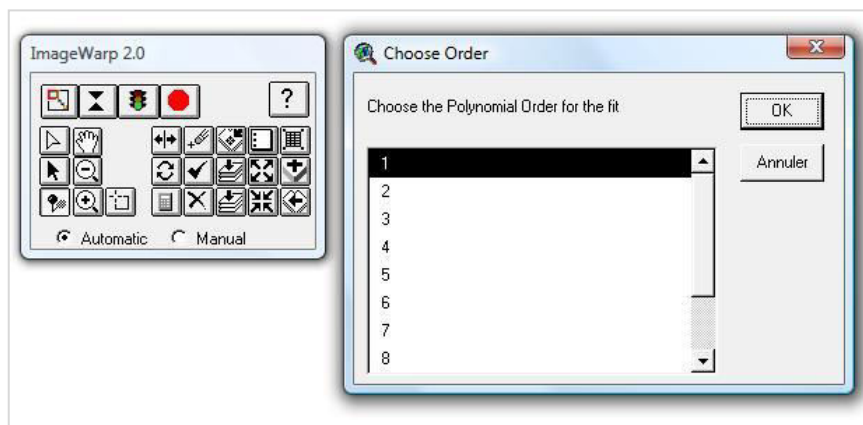 ImageWarp 2.0
?
Automatic Manual
Choose Order
Choose the Polynomial Order for the fit
OK
Annuler
1
2
3
4
5
6
7
8